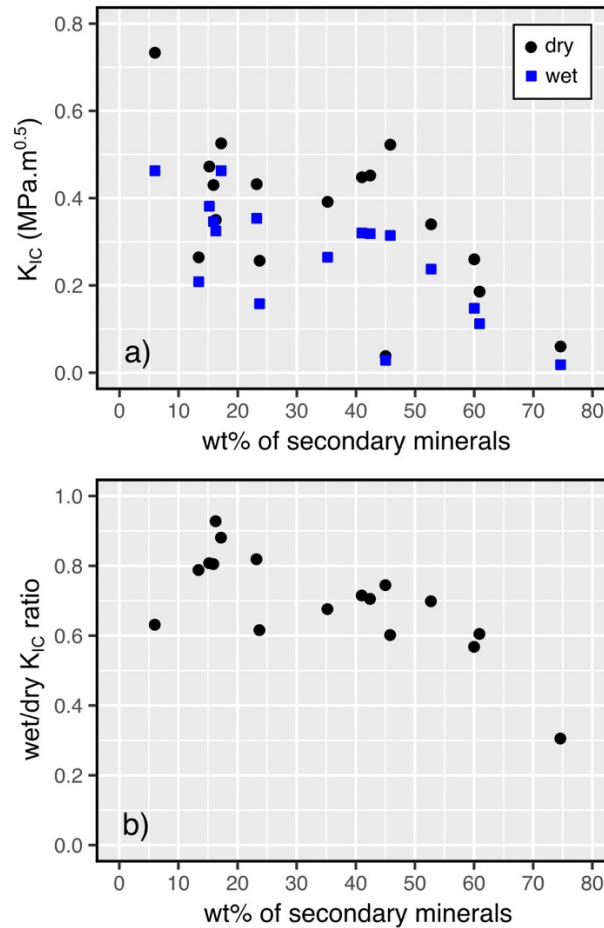 0.8
dry
wet
0.6
K_IC (MPa.m^0.5)
0.4
0.2
a)
0.0
0 10 20 30 40 50 60 70 80
wt% of secondary minerals
1.0
0.8
wet/dry K_IC ratio
0.6
0.4
0.2
b)
0.0
0 10 20 30 40 50 60 70 80
wt% of secondary minerals